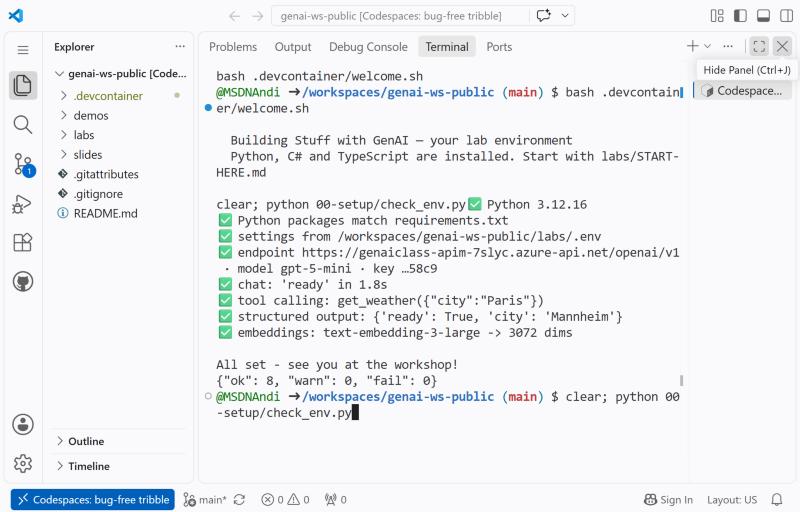 genai-ws-public [Codespaces: bug-free tribble]
Explorer
genai-ws-public [Code...
.devcontainer
demos
labs
slides
.gitattributes
.gitignore
README.md
Outline
Timeline
Problems
Output
Debug Console
Terminal
Ports
Hide Panel (Ctrl+J)
Codespace...
bash .devcontainer/welcome.sh
@MSDNAndi ➜/workspaces/genai-ws-public (main) $ bash .devcontain
er/welcome.sh
Building Stuff with GenAI — your lab environment
Python, C# and TypeScript are installed. Start with labs/START-
HERE.md
clear; python 00-setup/check_env.py✅ Python 3.12.16
✅ Python packages match requirements.txt
✅ settings from /workspaces/genai-ws-public/labs/.env
✅ endpoint https://genaiclass-apim-7slyc.azure-api.net/openai/v1
· model gpt-5-mini · key …58c9
✅ chat: 'ready' in 1.8s
✅ tool calling: get_weather({"city":"Paris"})
✅ structured output: {'ready': True, 'city': 'Mannheim'}
✅ embeddings: text-embedding-3-large -> 3072 dims
All set - see you at the workshop!
{"ok": 8, "warn": 0, "fail": 0}
@MSDNAndi ➜/workspaces/genai-ws-public (main) $ clear; python 00
-setup/check_env.py
1
Codespaces: bug-free tribble
main*
0
0
0
Sign In
Layout: US